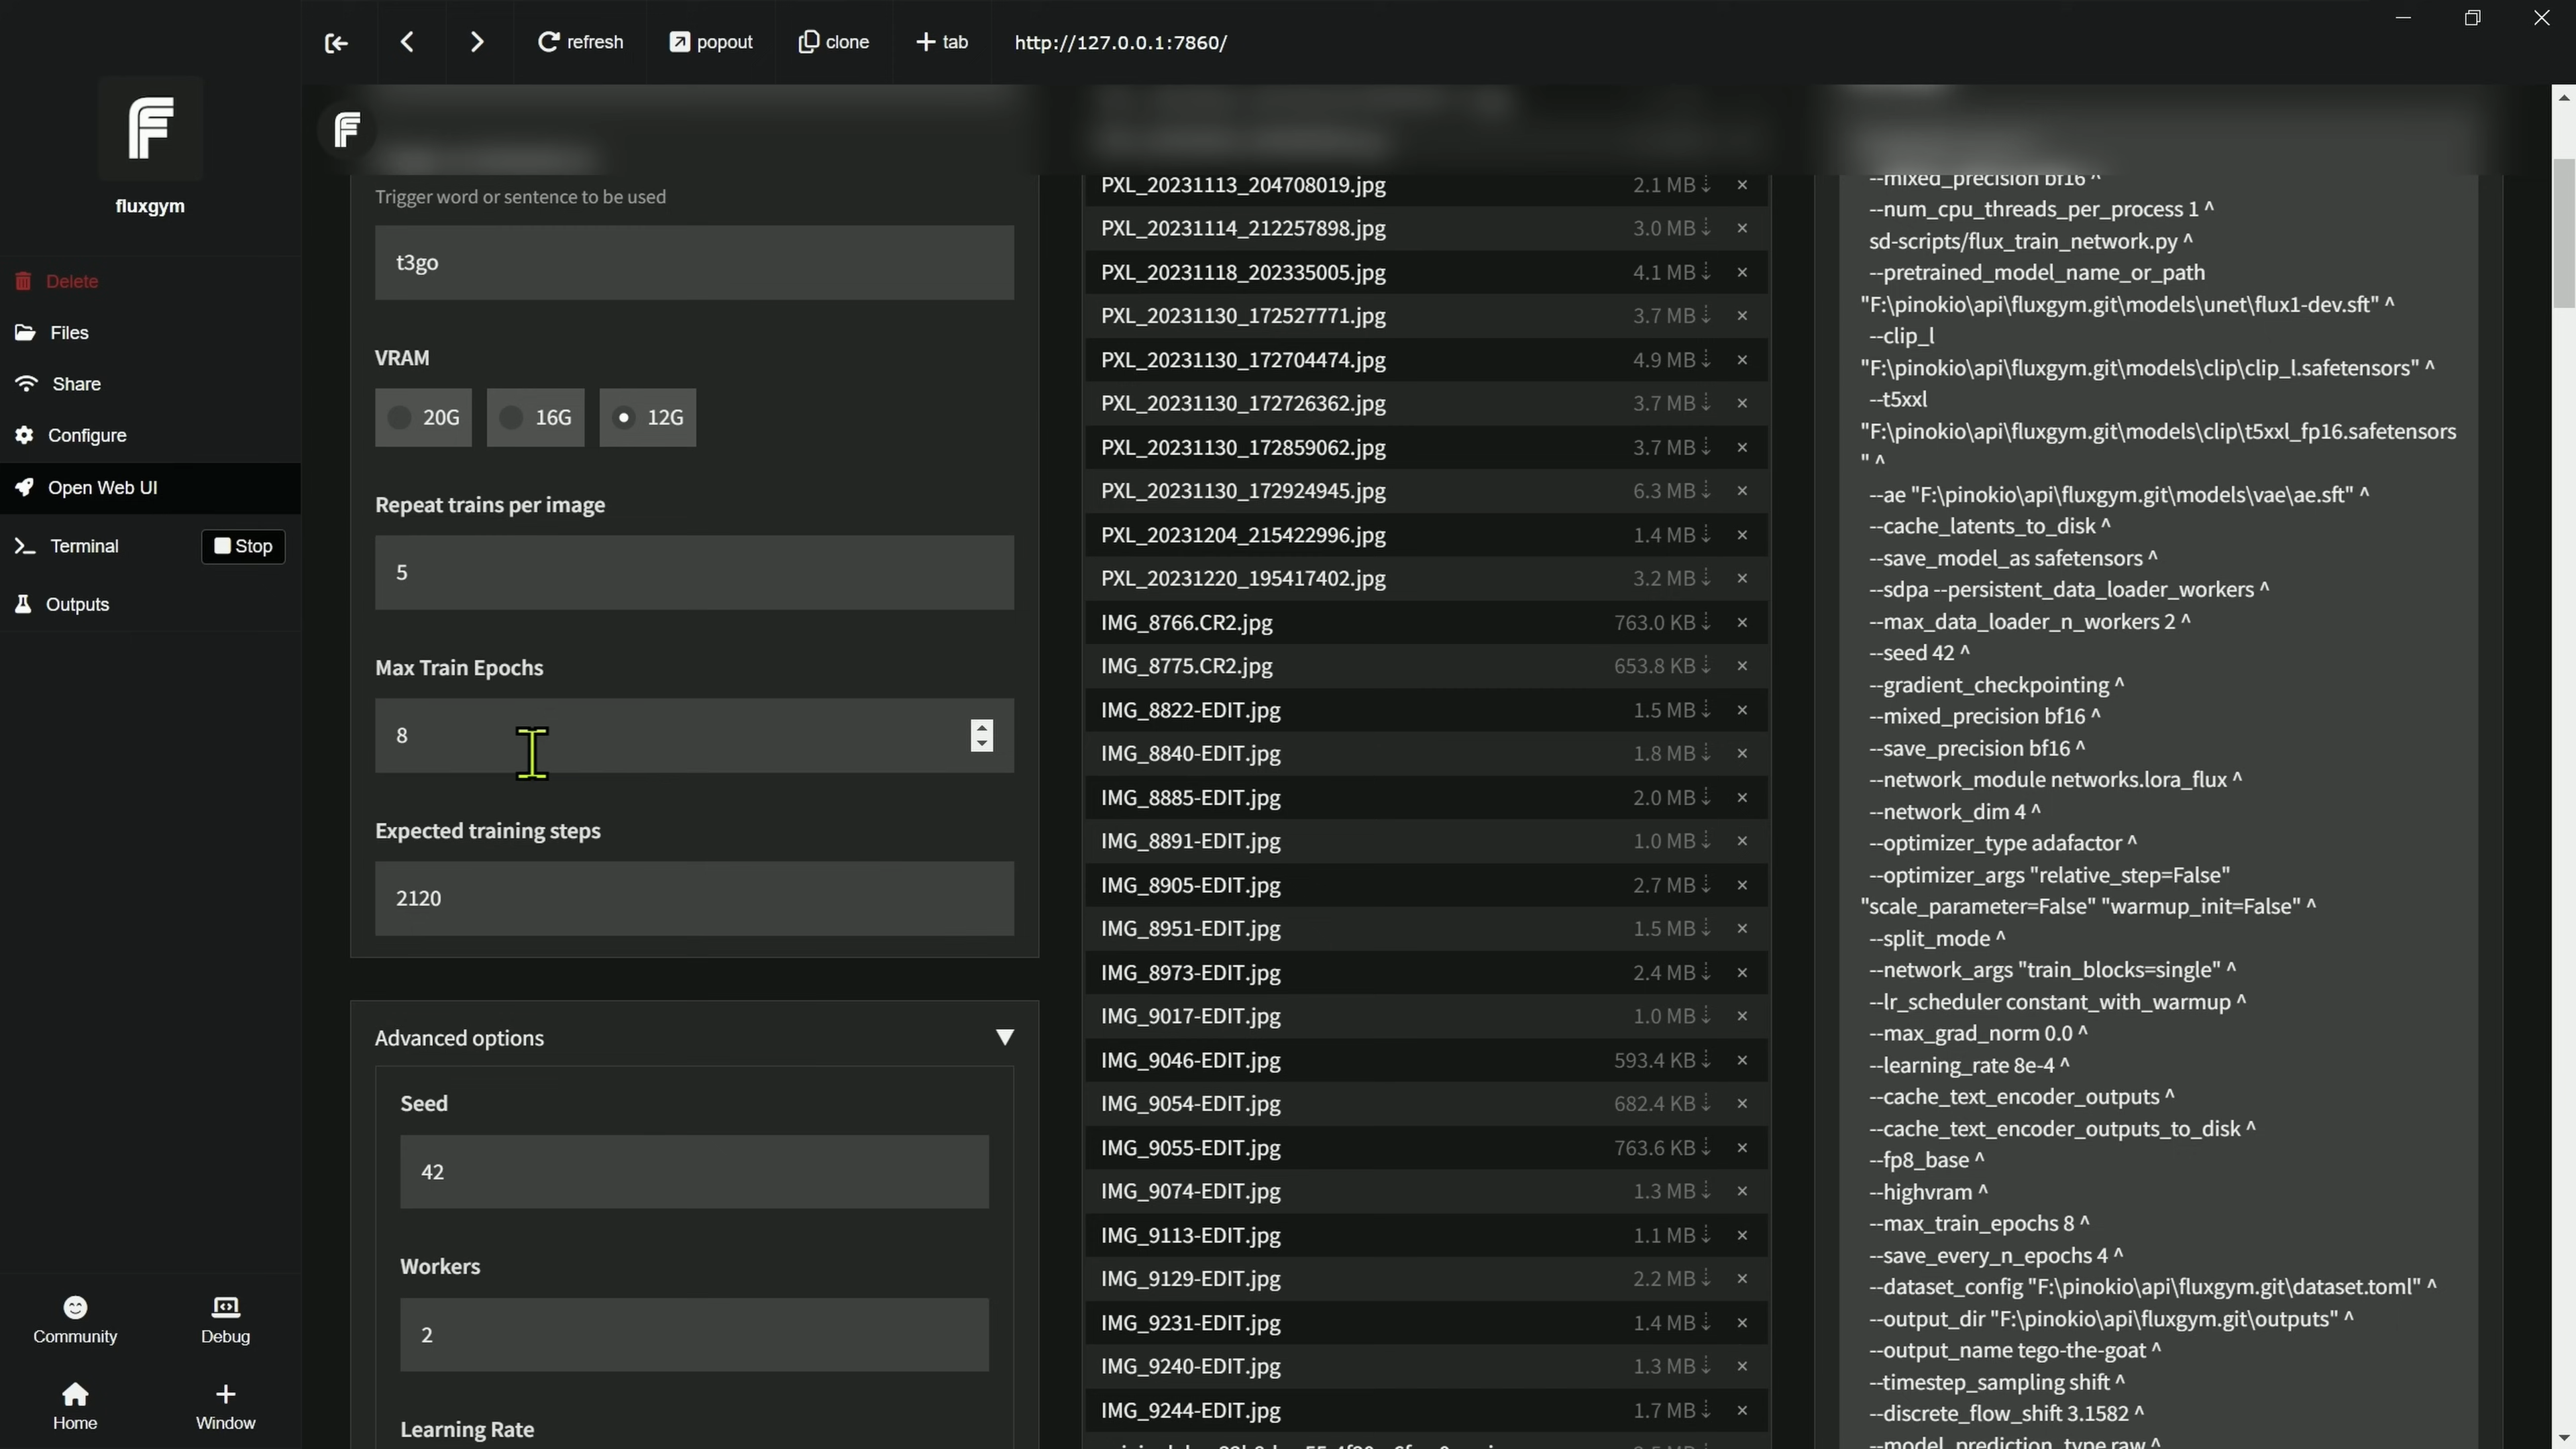 refresh
popout
clone
tab
http://127.0.0.1:7860/
fluxgym
Delete
Files
Share
Configure
Open Web UI
Terminal
Stop
Outputs
Community
Debug
Home
Window
Trigger word or sentence to be used
t3go
VRAM
20G
16G
12G
Repeat trains per image
5
Max Train Epochs
8
Expected training steps
2120
Advanced options
Seed
42
Workers
2
Learning Rate
PXL_20231113_204708019.jpg 2.1 MB⇣ ×
PXL_20231114_212257898.jpg 3.0 MB⇣ ×
PXL_20231118_202335005.jpg 4.1 MB⇣ ×
PXL_20231130_172527771.jpg 3.7 MB⇣ ×
PXL_20231130_172704474.jpg 4.9 MB⇣ ×
PXL_20231130_172726362.jpg 3.7 MB⇣ ×
PXL_20231130_172859062.jpg 3.7 MB⇣ ×
PXL_20231130_172924945.jpg 6.3 MB⇣ ×
PXL_20231204_215422996.jpg 1.4 MB⇣ ×
PXL_20231220_195417402.jpg 3.2 MB⇣ ×
IMG_8766.CR2.jpg 763.0 KB⇣ ×
IMG_8775.CR2.jpg 653.8 KB⇣ ×
IMG_8822-EDIT.jpg 1.5 MB⇣ ×
IMG_8840-EDIT.jpg 1.8 MB⇣ ×
IMG_8885-EDIT.jpg 2.0 MB⇣ ×
IMG_8891-EDIT.jpg 1.0 MB⇣ ×
IMG_8905-EDIT.jpg 2.7 MB⇣ ×
IMG_8951-EDIT.jpg 1.5 MB⇣ ×
IMG_8973-EDIT.jpg 2.4 MB⇣ ×
IMG_9017-EDIT.jpg 1.0 MB⇣ ×
IMG_9046-EDIT.jpg 593.4 KB⇣ ×
IMG_9054-EDIT.jpg 682.4 KB⇣ ×
IMG_9055-EDIT.jpg 763.6 KB⇣ ×
IMG_9074-EDIT.jpg 1.3 MB⇣ ×
IMG_9113-EDIT.jpg 1.1 MB⇣ ×
IMG_9129-EDIT.jpg 2.2 MB⇣ ×
IMG_9231-EDIT.jpg 1.4 MB⇣ ×
IMG_9240-EDIT.jpg 1.3 MB⇣ ×
IMG_9244-EDIT.jpg 1.7 MB⇣ ×
--mixed_precision bf16 ^
--num_cpu_threads_per_process 1 ^
sd-scripts/flux_train_network.py ^
--pretrained_model_name_or_path
"F:\pinokio\api\fluxgym.git\models\unet\flux1-dev.sft" ^
--clip_l
"F:\pinokio\api\fluxgym.git\models\clip\clip_l.safetensors" ^
--t5xxl
"F:\pinokio\api\fluxgym.git\models\clip\t5xxl_fp16.safetensors
" ^
--ae "F:\pinokio\api\fluxgym.git\models\vae\ae.sft" ^
--cache_latents_to_disk ^
--save_model_as safetensors ^
--sdpa --persistent_data_loader_workers ^
--max_data_loader_n_workers 2 ^
--seed 42 ^
--gradient_checkpointing ^
--mixed_precision bf16 ^
--save_precision bf16 ^
--network_module networks.lora_flux ^
--network_dim 4 ^
--optimizer_type adafactor ^
--optimizer_args "relative_step=False"
"scale_parameter=False" "warmup_init=False" ^
--split_mode ^
--network_args "train_blocks=single" ^
--lr_scheduler constant_with_warmup ^
--max_grad_norm 0.0 ^
--learning_rate 8e-4 ^
--cache_text_encoder_outputs ^
--cache_text_encoder_outputs_to_disk ^
--fp8_base ^
--highvram ^
--max_train_epochs 8 ^
--save_every_n_epochs 4 ^
--dataset_config "F:\pinokio\api\fluxgym.git\dataset.toml" ^
--output_dir "F:\pinokio\api\fluxgym.git\outputs" ^
--output_name tego-the-goat ^
--timestep_sampling shift ^
--discrete_flow_shift 3.1582 ^
--model_prediction_type raw ^